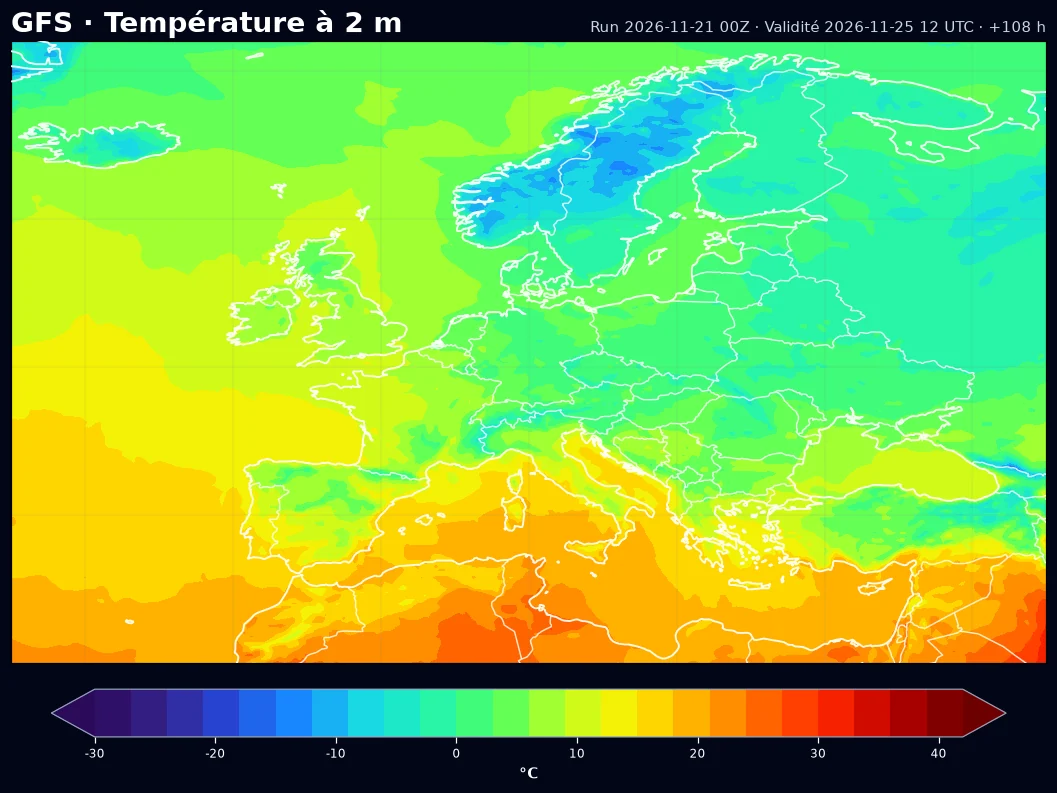 GFS · Température à 2 m
Run 2026-11-21 00Z · Validité 2026-11-25 12 UTC · +108 h
-30 -20 -10 0 10 20 30 40
°C